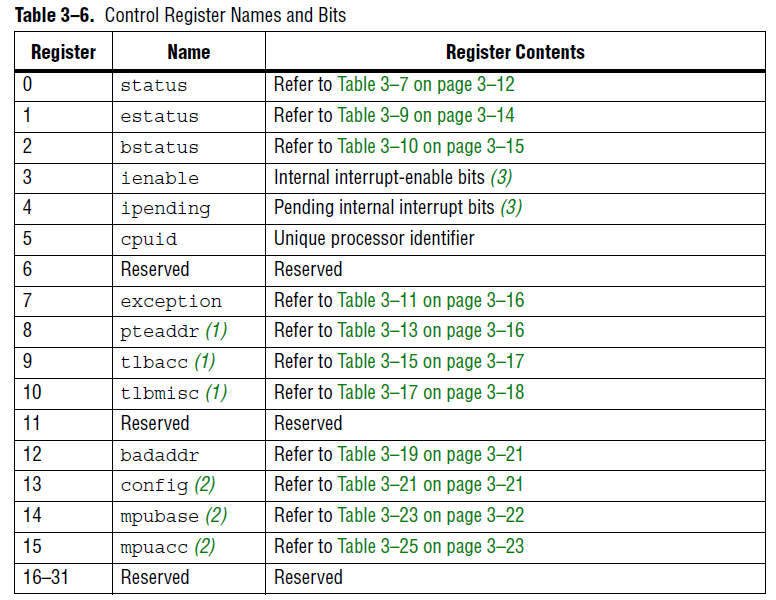 Table 3–6. Control Register Names and Bits
Register Name Register Contents
0 status Refer to Table 3–7 on page 3–12
1 estatus Refer to Table 3–9 on page 3–14
2 bstatus Refer to Table 3–10 on page 3–15
3 ienable Internal interrupt-enable bits (3)
4 ipending Pending internal interrupt bits (3)
5 cpuid Unique processor identifier
6 Reserved Reserved
7 exception Refer to Table 3–11 on page 3–16
8 pteaddr (1) Refer to Table 3–13 on page 3–16
9 tlbacc (1) Refer to Table 3–15 on page 3–17
10 tlbmisc (1) Refer to Table 3–17 on page 3–18
11 Reserved Reserved
12 badaddr Refer to Table 3–19 on page 3–21
13 config (2) Refer to Table 3–21 on page 3–21
14 mpubase (2) Refer to Table 3–23 on page 3–22
15 mpuacc (2) Refer to Table 3–25 on page 3–23
16–31 Reserved Reserved